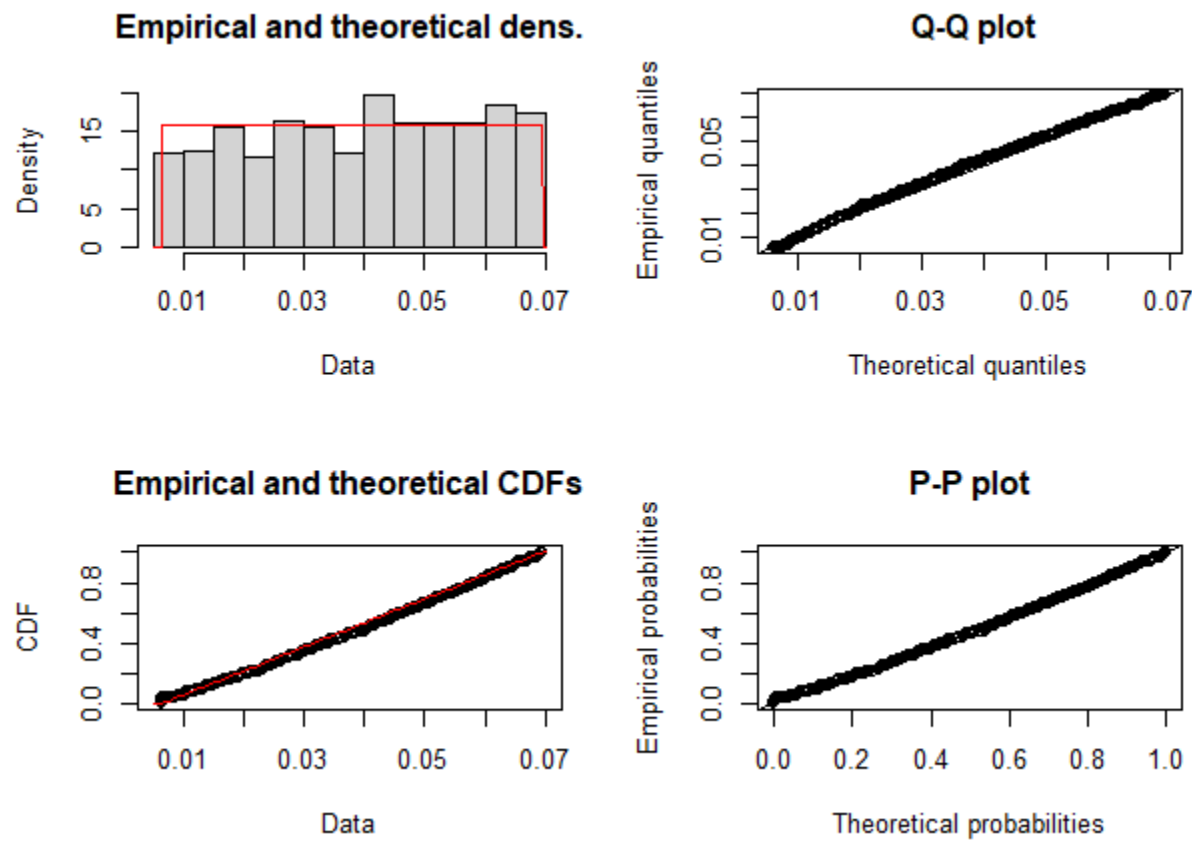 Empirical and theoretical dens.
Density
0 5 15
0.01 0.03 0.05 0.07
Data
Q-Q plot
Empirical quantiles
0.01 0.05
0.01 0.03 0.05 0.07
Theoretical quantiles
Empirical and theoretical CDFs
CDF
0.0 0.4 0.8
0.01 0.03 0.05 0.07
Data
P-P plot
Empirical probabilities
0.0 0.4 0.8
0.0 0.2 0.4 0.6 0.8 1.0
Theoretical probabilities